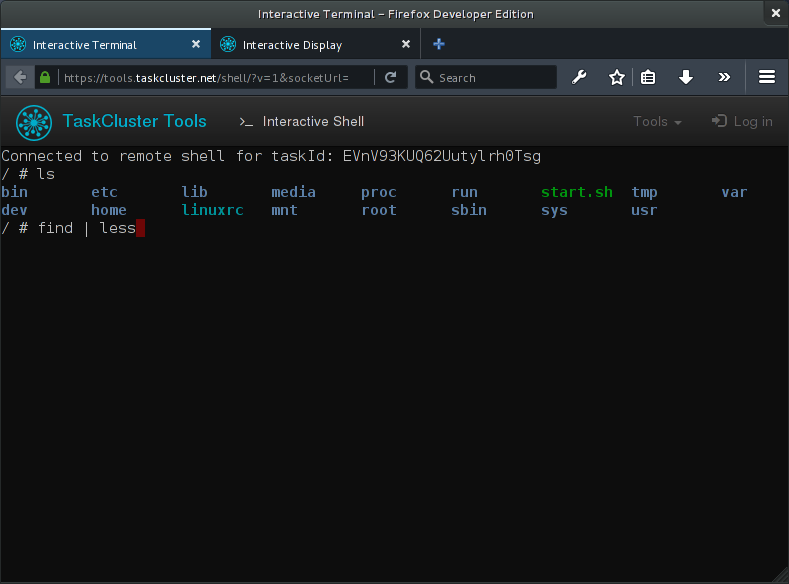 Interactive Terminal - Firefox Developer Edition
Interactive Terminal Interactive Display
https://tools.taskcluster.net/shell/?v=1&socketUrl= Search
TaskCluster Tools >_ Interactive Shell Tools Log in
Connected to remote shell for taskId: EVnV93KUQ62Uutylrh0Tsg
/ # ls
bin etc lib media proc run start.sh tmp var
dev home linuxrc mnt root sbin sys usr
/ # find | less